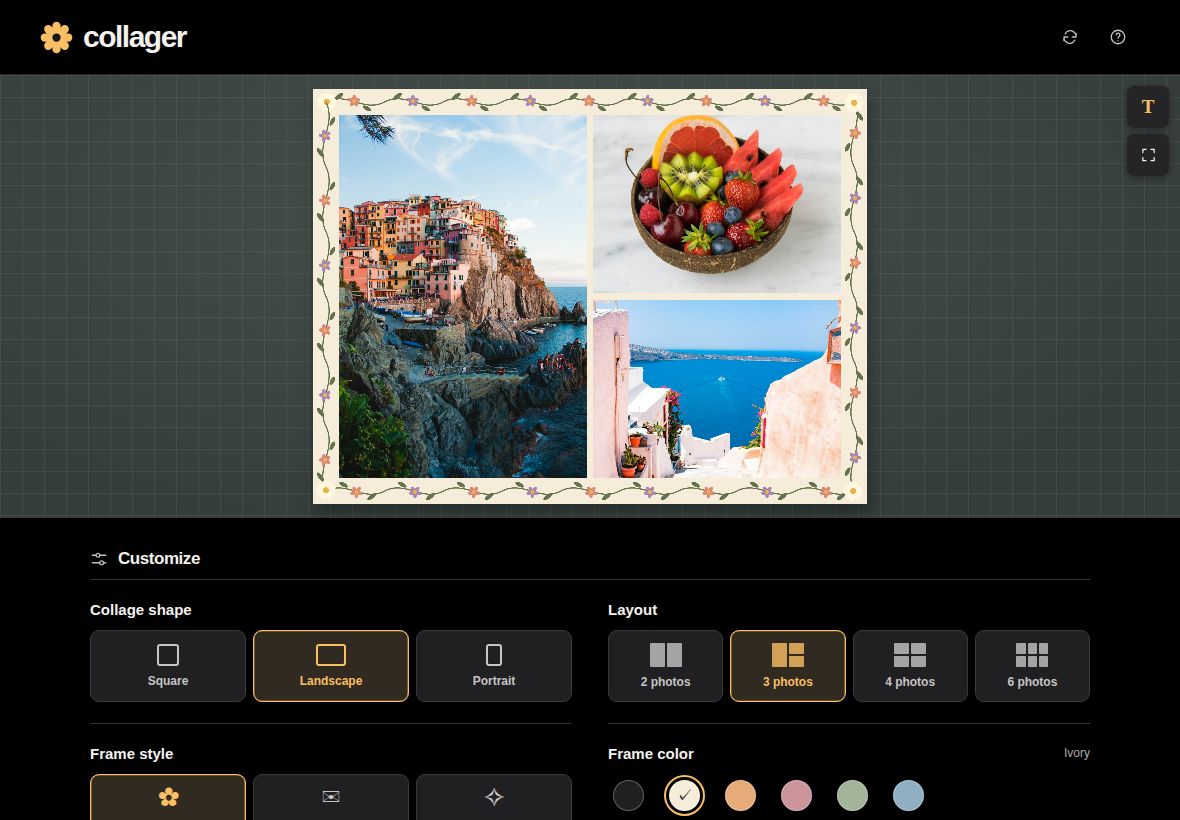 collager
T
Customize
Collage shape
Layout
Square
Landscape
Portrait
2 photos
3 photos
4 photos
6 photos
Frame style
Frame color
Ivory